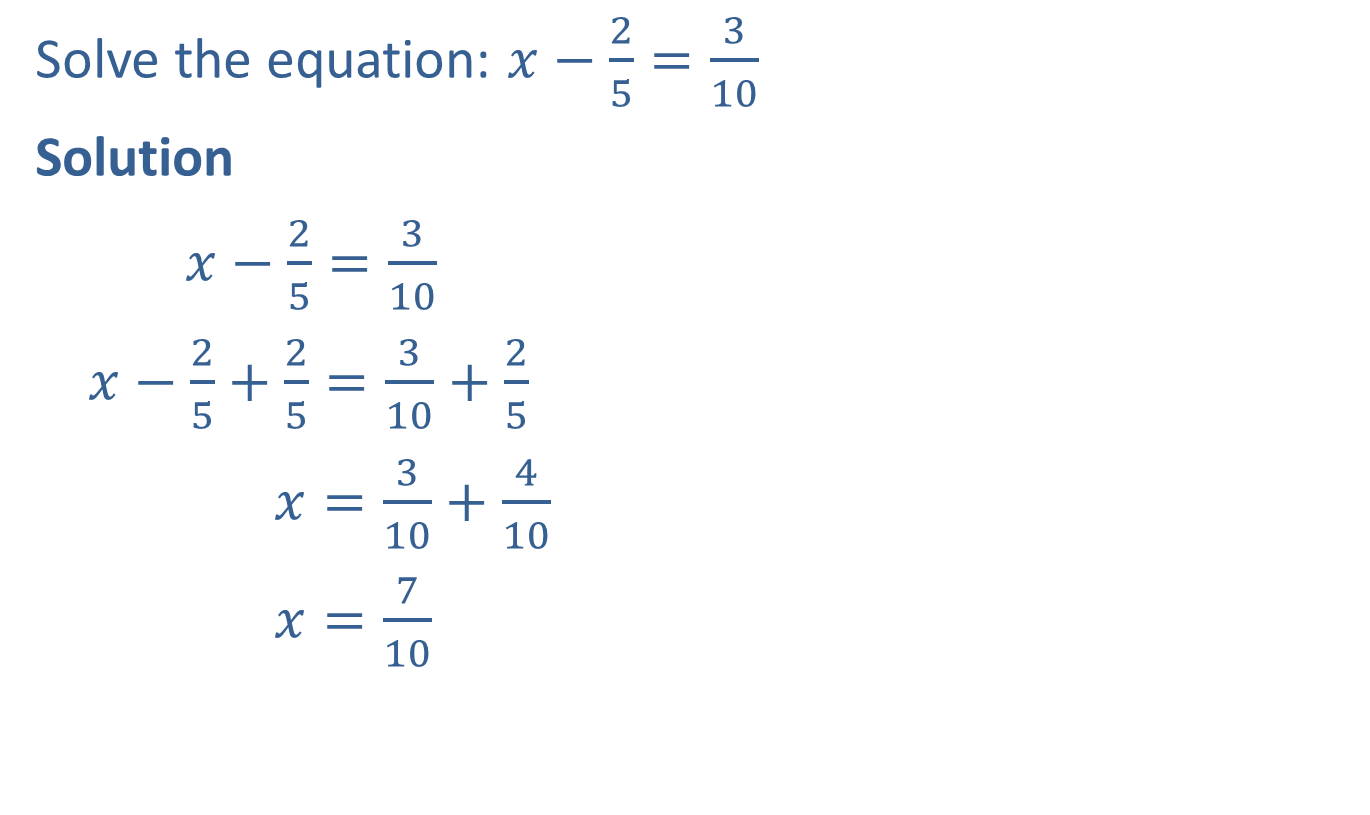 Solve the equation: x − 2/5 = 3/10
Solution
x − 2/5 = 3/10
x − 2/5 + 2/5 = 3/10 + 2/5
x = 3/10 + 4/10
x = 7/10